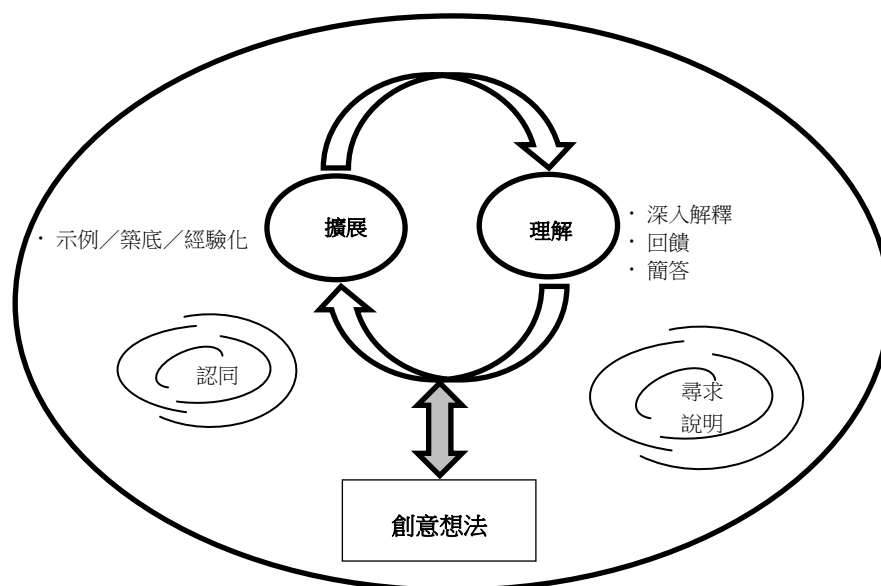 擴展
理解
· 示例／築底／經驗化
· 深入解釋
· 回饋
· 簡答
認同
尋求
說明
創意想法